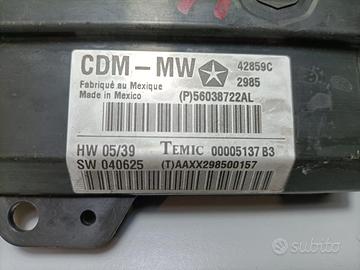 CDM-MW 42859C
2985
Fabriqué au Mexique
Made in Mexico
(P)56038722AL
HW 05/39 TEMIC 00005137 B3
SW 040625 (T)AAXX298500157
subito